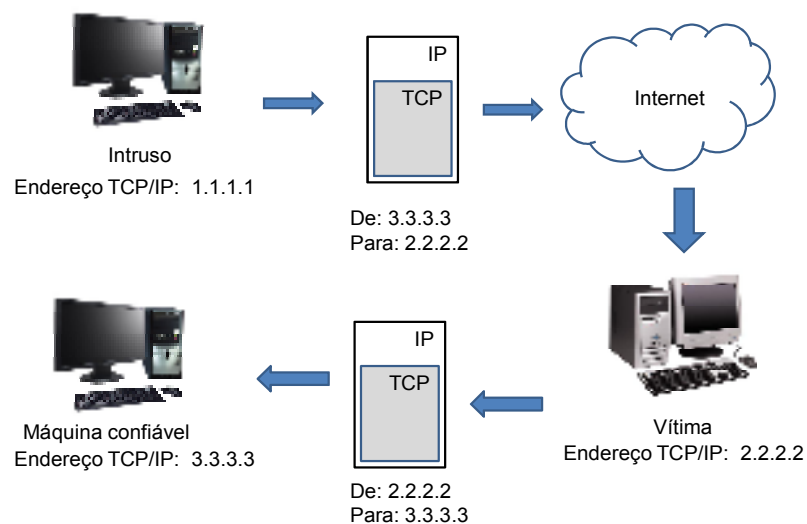 IP
TCP
Internet
Intruso
Endereço TCP/IP: 1.1.1.1
De: 3.3.3.3
Para: 2.2.2.2
IP
TCP
Máquina confiável
Endereço TCP/IP: 3.3.3.3
Vítima
Endereço TCP/IP: 2.2.2.2
De: 2.2.2.2
Para: 3.3.3.3